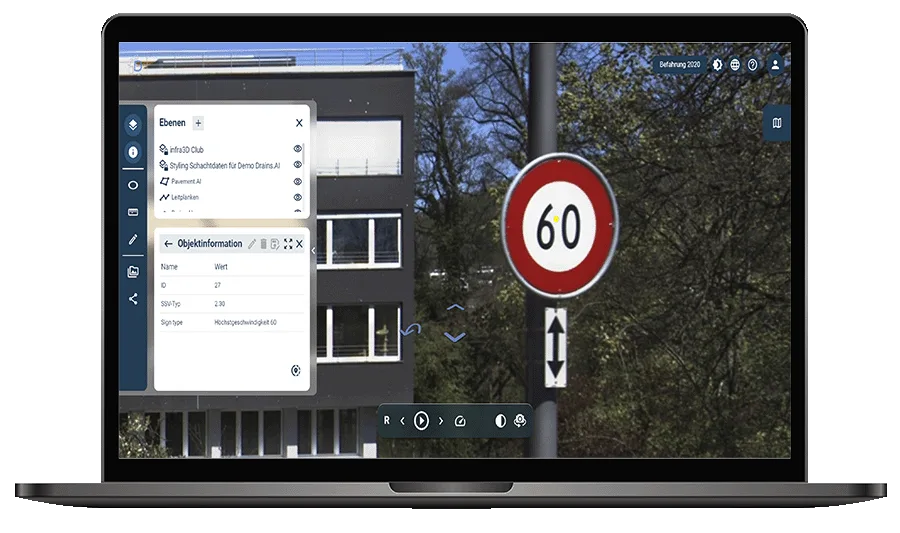 Befahrung 2020
Ebenen +
infra3D Club
Styling Schachtdaten für Demo Drains.AI
Pavement.AI
Leitplanken
Objektinformation
Name Wert
ID 27
SSV-Typ 2.30
Sign type Höchstgeschwindigkeit 60
60
R